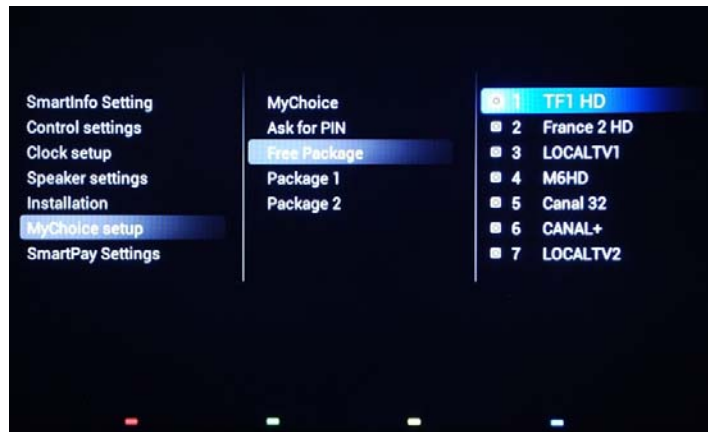 SmartInfo Setting
Control settings
Clock setup
Speaker settings
Installation
MyChoice setup
SmartPay Settings
MyChoice
Ask for PIN
Free Package
Package 1
Package 2
1 TF1 HD
2 France 2 HD
3 LOCALTV1
4 M6HD
5 Canal 32
6 CANAL+
7 LOCALTV2